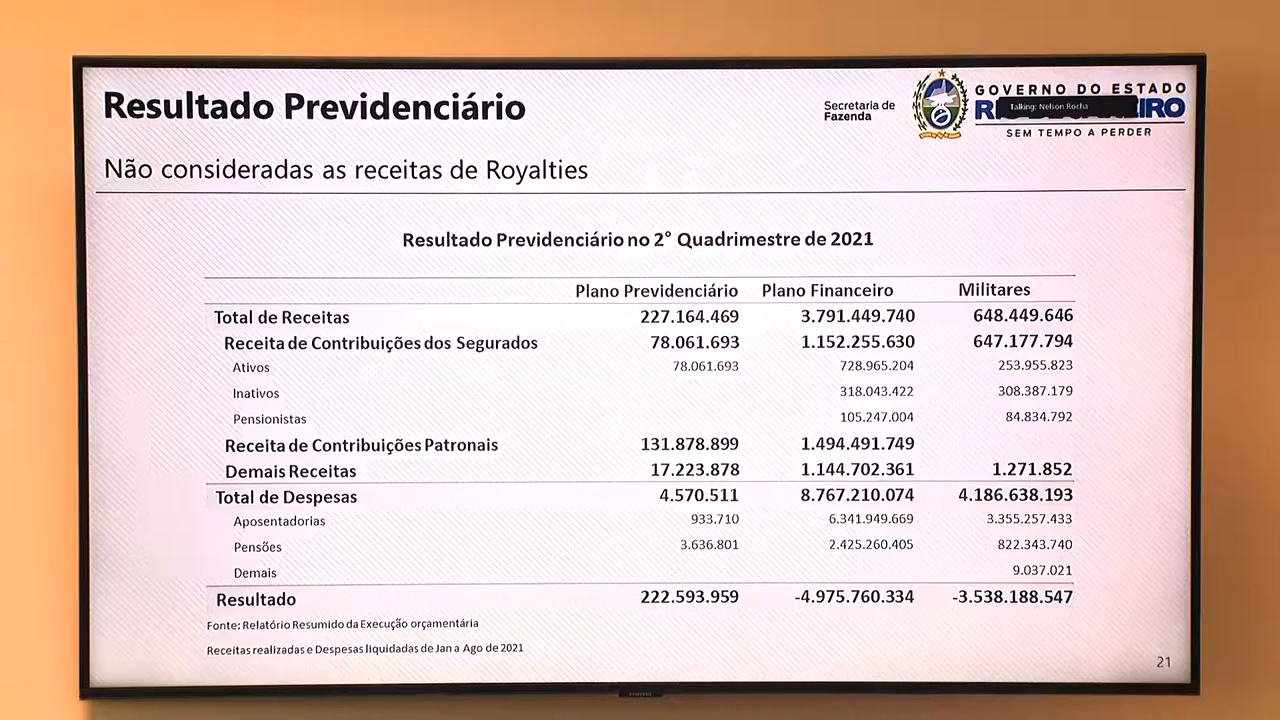 Resultado Previdenciário
Secretaria de
Fazenda
GOVERNO DO ESTADO
Talking: Nelson Rocha
SEM TEMPO A PERDER
Não consideradas as receitas de Royalties
Resultado Previdenciário no 2° Quadrimestre de 2021
Plano Previdenciário Plano Financeiro Militares
Total de Receitas 227.164.469 3.791.449.740 648.449.646
Receita de Contribuições dos Segurados 78.061.693 1.152.255.630 647.177.794
Ativos 78.061.693 728.965.204 253.955.823
Inativos 318.043.422 308.387.179
Pensionistas 105.247.004 84.834.792
Receita de Contribuições Patronais 131.878.899 1.494.491.749
Demais Receitas 17.223.878 1.144.702.361 1.271.852
Total de Despesas 4.570.511 8.767.210.074 4.186.638.193
Aposentadorias 933.710 6.341.949.669 3.355.257.433
Pensões 3.636.801 2.425.260.405 822.343.740
Demais 9.037.021
Resultado 222.593.959 -4.975.760.334 -3.538.188.547
Fonte: Relatório Resumido da Execução orçamentária
Receitas realizadas e Despesas liquidadas de Jan a Ago de 2021
21